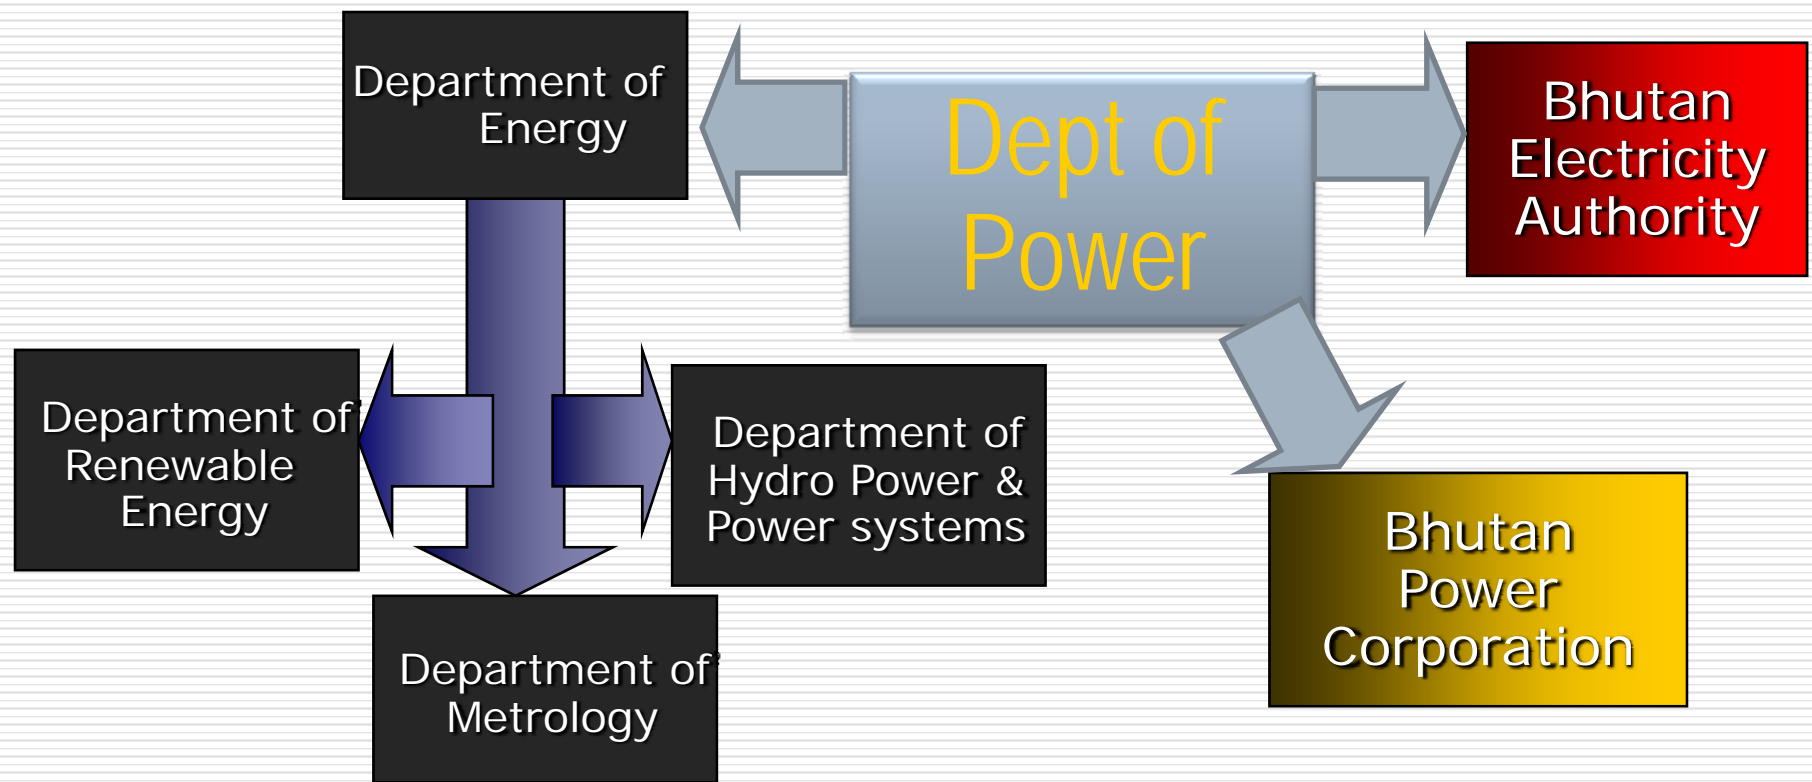 Department of
Energy
Dept of
Power
Bhutan
Electricity
Authority
Department of
Renewable
Energy
Department of
Hydro Power &
Power systems
Department of
Metrology
Bhutan
Power
Corporation